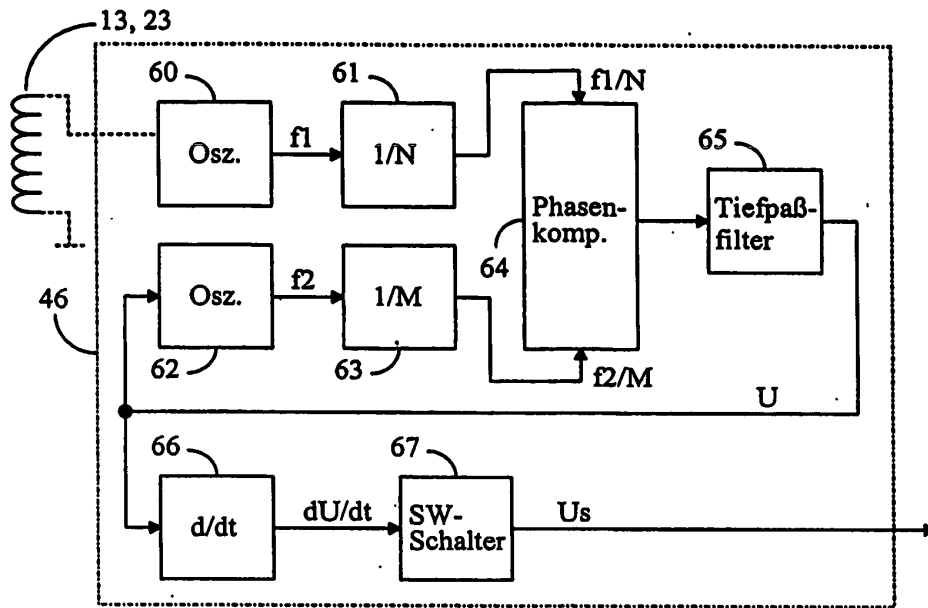 13, 23
60
61
f1/N
Osz.
f1
1/N
65
Phasen-
komp.
Tiefpaß-
filter
64
46
Osz.
f2
1/M
62
63
f2/M
U
66
67
d/dt
dU/dt
SW-
Schalter
Us